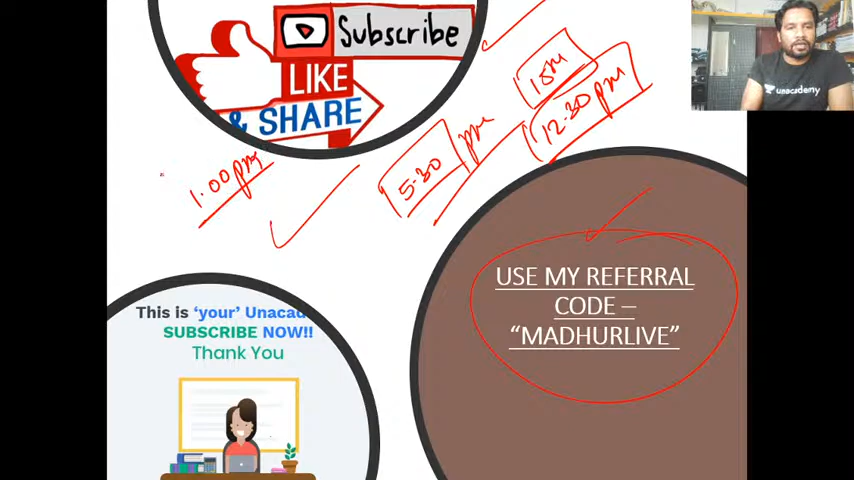 Subscribe
LIKE
& SHARE
1.00 pm
5.30 pm
12.30 pm
unacademy
USE MY REFERRAL
CODE –
“MADHURLIVE”
This is ‘your’ Unacad
SUBSCRIBE NOW!!
Thank You